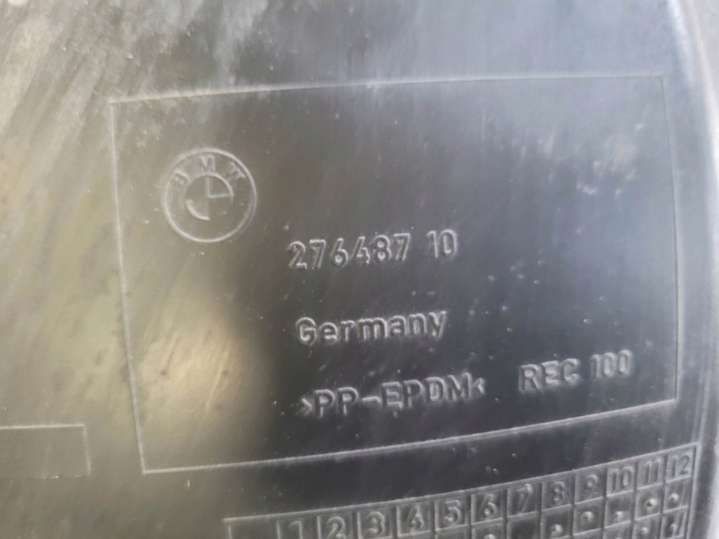 BMW
276487 10
Germany
>PP-EPDM< REC 100
1 2 3 4 5 6 7 8 9 10 11 12